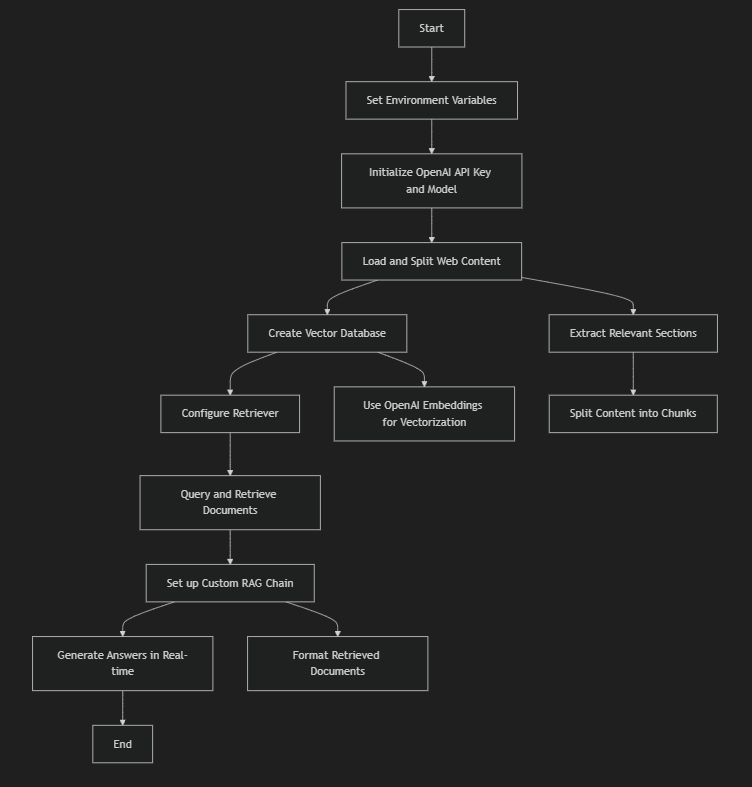 Start
Set Environment Variables
Initialize OpenAI API Key
and Model
Load and Split Web Content
Create Vector Database
Extract Relevant Sections
Configure Retriever
Use OpenAI Embeddings
for Vectorization
Split Content into Chunks
Query and Retrieve
Documents
Set up Custom RAG Chain
Generate Answers in Real-
time
Format Retrieved
Documents
End